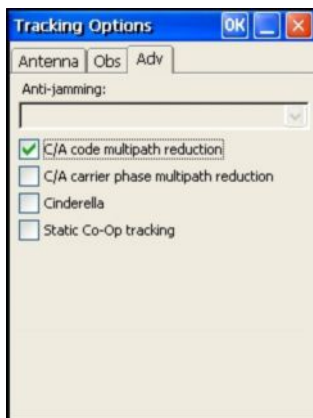 Tracking Options OK
Antenna Obs Adv
Anti-jamming:
C/A code multipath reduction
C/A carrier phase multipath reduction
Cinderella
Static Co-Op tracking